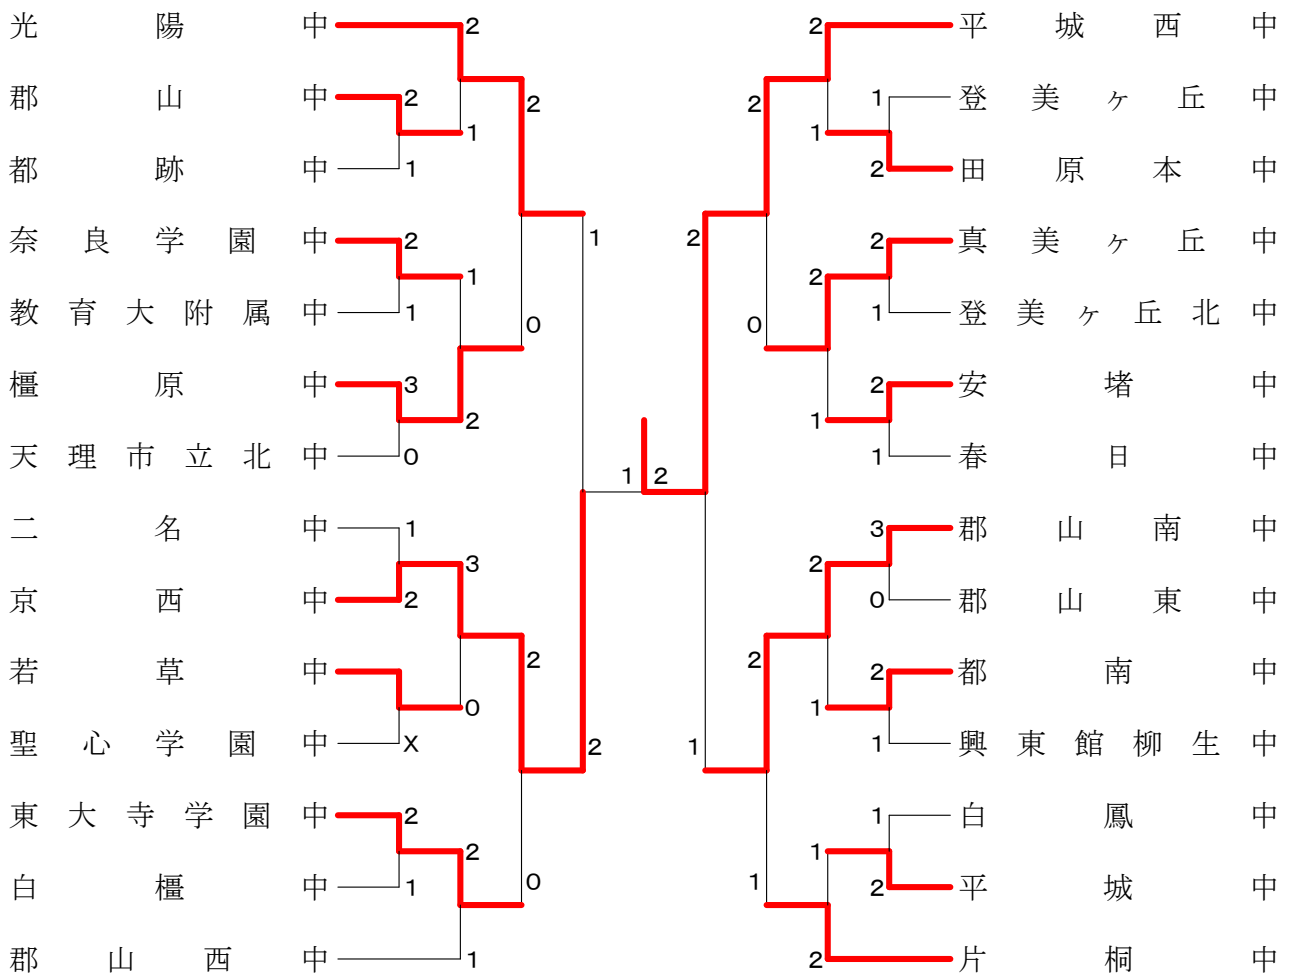 光陽中 2 2 平城西中
郡山中 2 2 2 1 登美ヶ丘中
1 1
都跡中 1 2 田原本中
奈良学園中 2 1 2 2 真美ヶ丘中
1 2
教育大附属中 1 0 0 1 登美ヶ丘北中
橿原中 3 2 安堵中
2 1
天理市立北中 0 1 春日中
1 2
二名中 1 3 郡山南中
3 2
京西中 2 0 郡山東中
若草中 2 2 2 都南中
0 1
聖心学園中 X 2 1 1 興東館柳生中
東大寺学園中 2 1 白鳳中
2 1
白橿中 1 0 1 2 平城中
郡山西中 1 2 片桐中